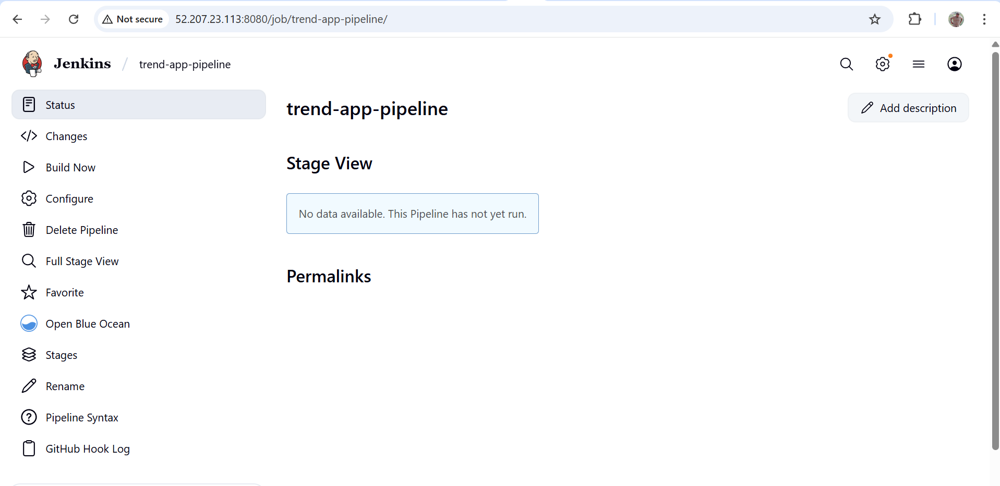 Not secure 52.207.23.113:8080/job/trend-app-pipeline/
Jenkins / trend-app-pipeline
Status
Changes
Build Now
Configure
Delete Pipeline
Full Stage View
Favorite
Open Blue Ocean
Stages
Rename
Pipeline Syntax
GitHub Hook Log
trend-app-pipeline
Add description
Stage View
No data available. This Pipeline has not yet run.
Permalinks